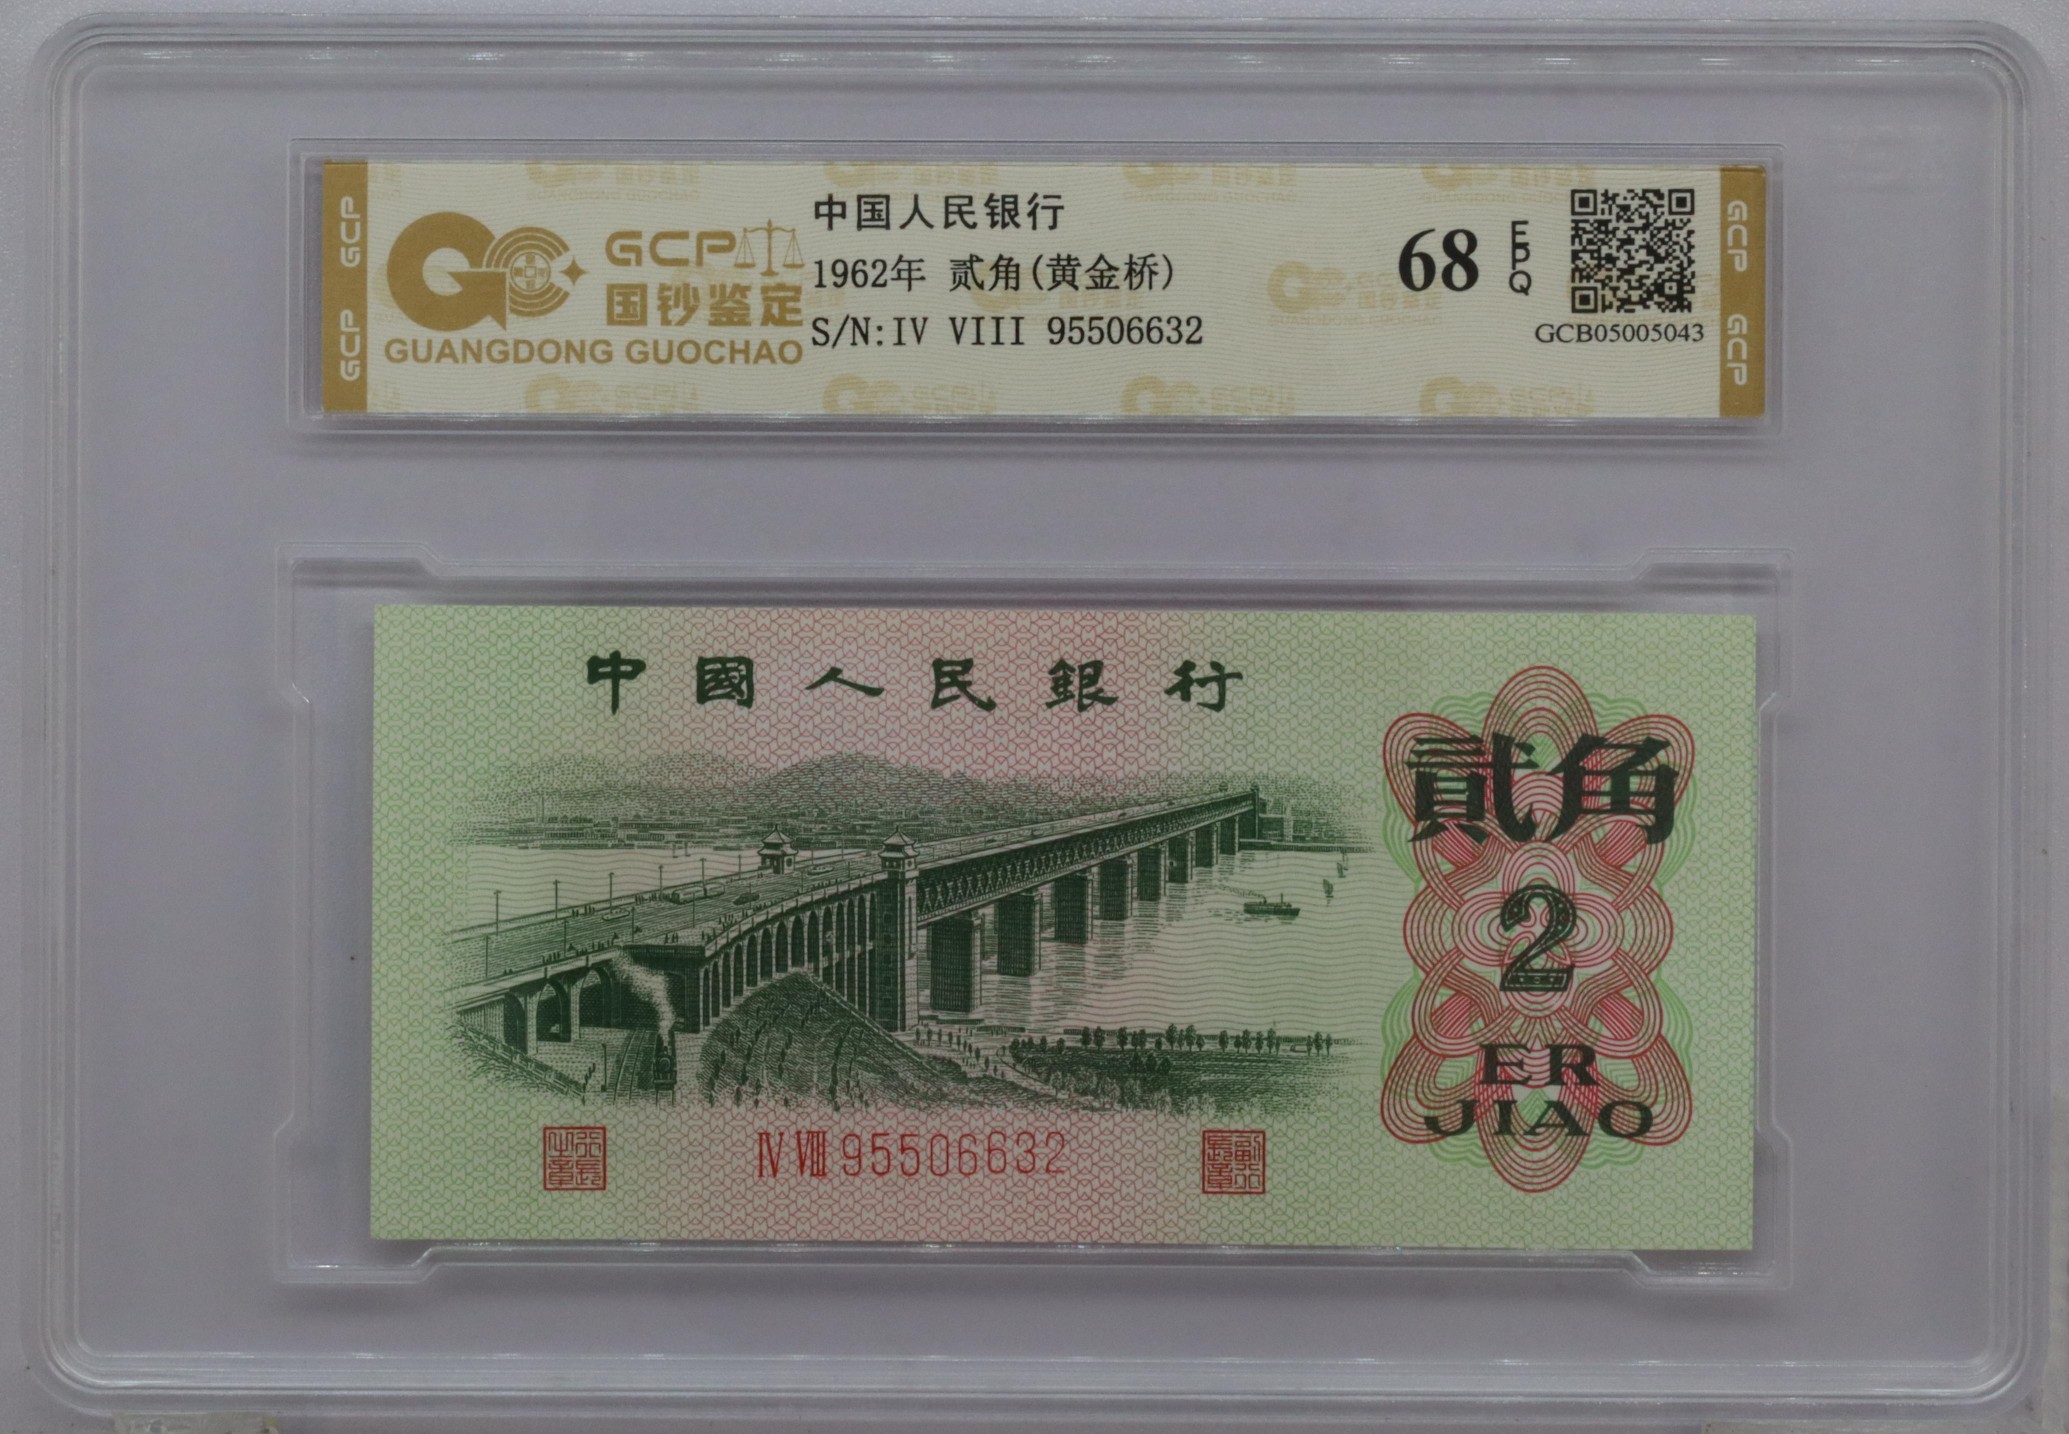 GCP
GCP
GCP
国钞鉴定
GUANGDONG GUOCHAO
中国人民银行
1962年 贰角(黄金桥)
S/N:IV VIII 95506632
68
EPQ
GCB05005043
GCP
GCP
中國人民銀行
貳角
2
ER
JIAO
IV VIII 95506632